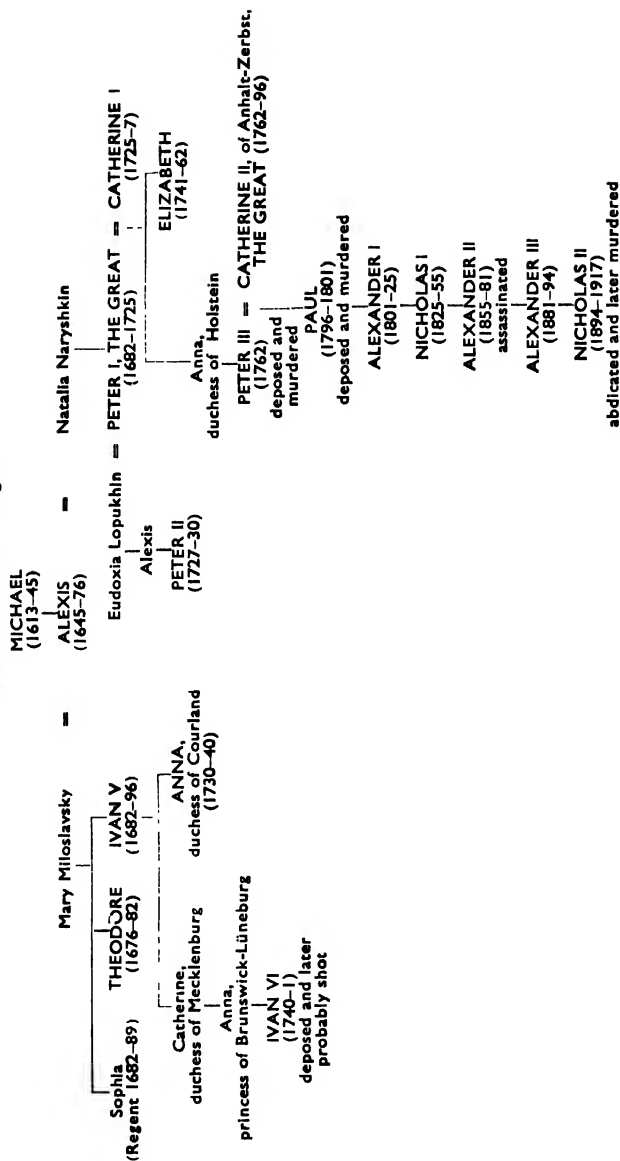 MICHAEL
(1613–45)
ALEXIS
(1645–76)
Mary Miloslavsky = = Natalia Naryshkin
Sophia
(Regent 1682–89)
THEODORE
(1676–82)
IVAN V
(1682–96)
Eudoxia Lopukhin = PETER I, THE GREAT = CATHERINE I
(1682–1725)
(1725–7)
Alexis
PETER II
(1727–30)
Catherine,
duchess of Mecklenburg
ANNA,
duchess of Courland
(1730–40)
Anna,
princess of Brunswick-Lüneburg
IVAN VI
(1740–1)
deposed and later
probably shot
Anna,
duchess of Holstein
ELIZABETH
(1741–62)
PETER III = CATHERINE II, of Anhalt-Zerbst,
(1762)
THE GREAT (1762–96)
deposed and
murdered
PAUL
(1796–1801)
deposed and murdered
ALEXANDER I
(1801–25)
NICHOLAS I
(1825–55)
ALEXANDER II
(1855–81)
assassinated
ALEXANDER III
(1881–94)
NICHOLAS II
(1894–1917)
abdicated and later murdered